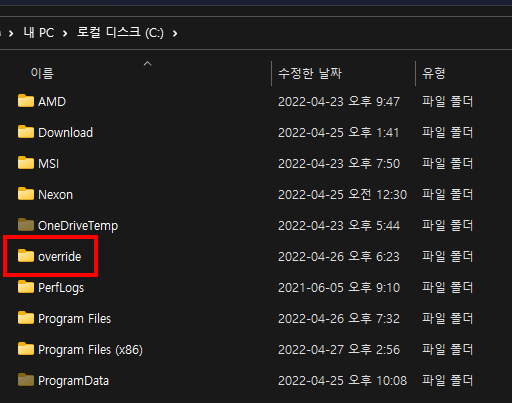 내 PC > 로컬 디스크 (C:) >
이름 수정한 날짜 유형
AMD 2022-04-23 오후 9:47 파일 폴더
Download 2022-04-25 오후 1:41 파일 폴더
MSI 2022-04-23 오후 7:50 파일 폴더
Nexon 2022-04-25 오전 12:30 파일 폴더
OneDriveTemp 2022-04-23 오후 5:44 파일 폴더
override 2022-04-26 오후 6:23 파일 폴더
PerfLogs 2021-06-05 오후 9:10 파일 폴더
Program Files 2022-04-26 오후 7:32 파일 폴더
Program Files (x86) 2022-04-27 오후 2:56 파일 폴더
ProgramData 2022-04-25 오후 10:08 파일 폴더